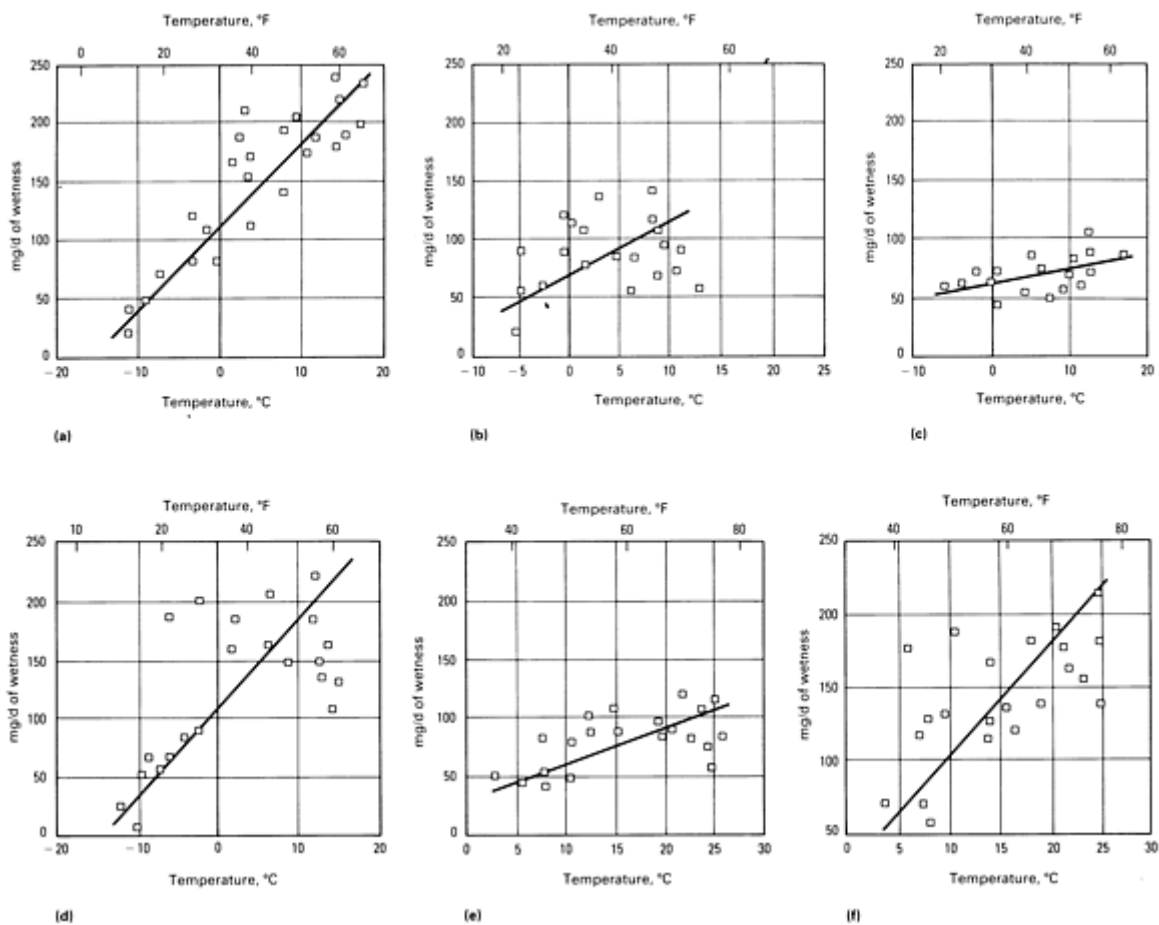 Temperature, °F
0 20 40 60
250
200
150
100
50
0
mg/d of wetness
−20 −10 0 10 20
Temperature, °C
(a)
Temperature, °F
20 40 60
250
200
150
100
50
0
mg/d of wetness
−10 −5 0 5 10 15 20 25
Temperature, °C
(b)
Temperature, °F
20 40 60
250
200
150
100
50
0
mg/d of wetness
−10 0 10 20
Temperature, °C
(c)
Temperature, °F
10 20 40 60
250
200
150
100
50
0
mg/d of wetness
−20 −10 0 10 20
Temperature, °C
(d)
Temperature, °F
40 60 80
250
200
150
100
50
0
mg/d of wetness
0 5 10 15 20 25 30
Temperature, °C
(e)
Temperature, °F
40 60 80
250
200
150
100
50
mg/d of wetness
0 5 10 15 20 25 30
Temperature, °C
(f)